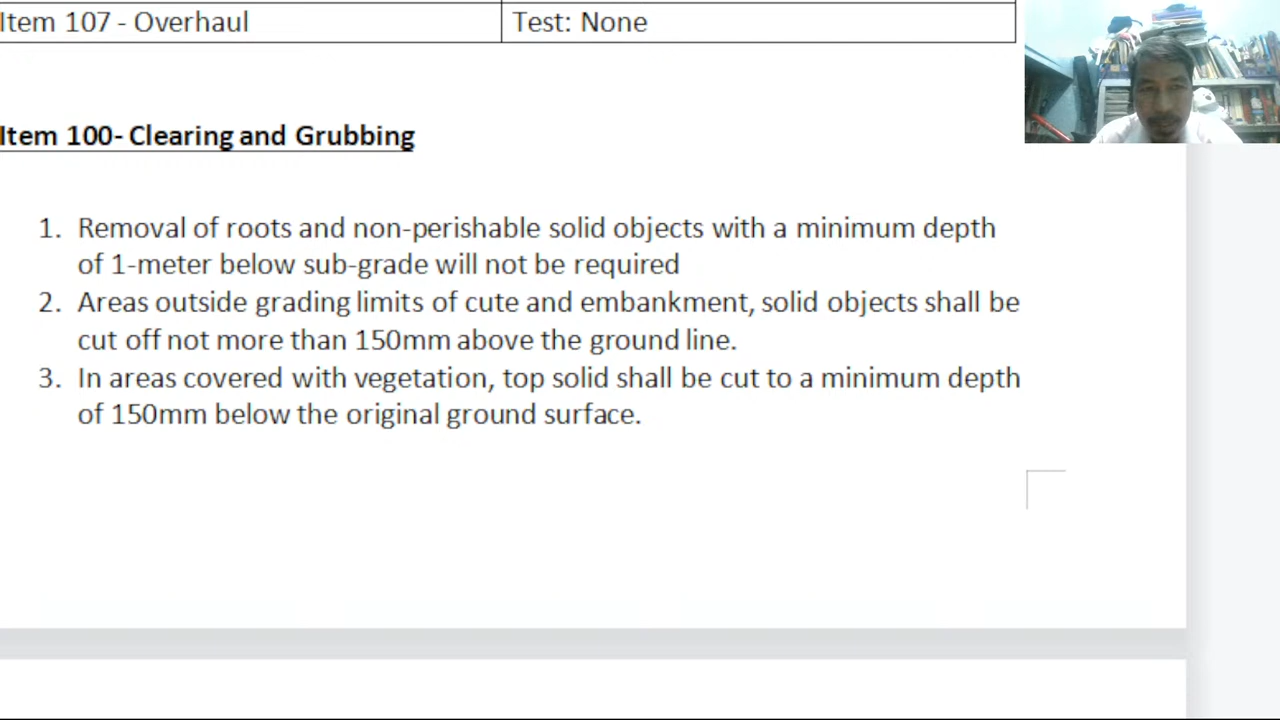 Item 107 - Overhaul
Test: None
Item 100- Clearing and Grubbing
1. Removal of roots and non-perishable solid objects with a minimum depth
of 1-meter below sub-grade will not be required
2. Areas outside grading limits of cute and embankment, solid objects shall be
cut off not more than 150mm above the ground line.
3. In areas covered with vegetation, top solid shall be cut to a minimum depth
of 150mm below the original ground surface.